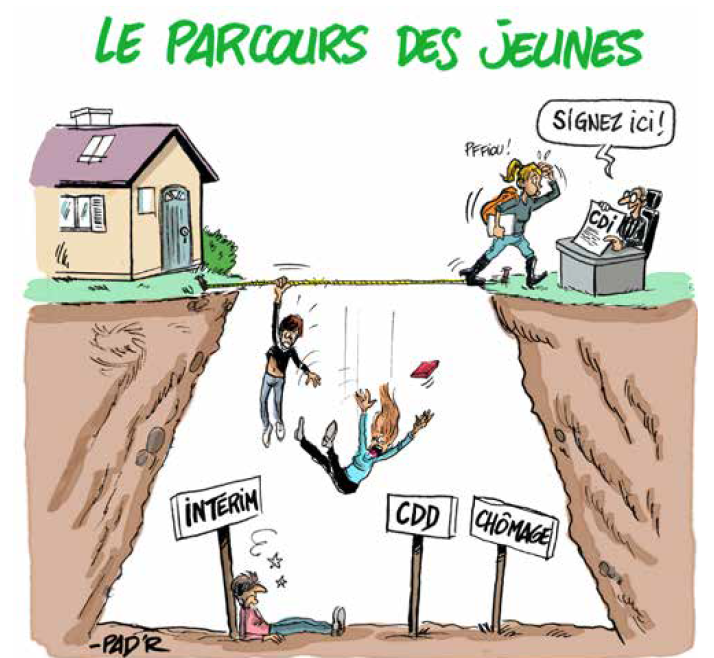 LE PARCOURS DES JEUNES
SIGNEZ ici!
PFFIOU!
CDi
iNTERIM
CDD
CHÔMAGE
-PAD'R